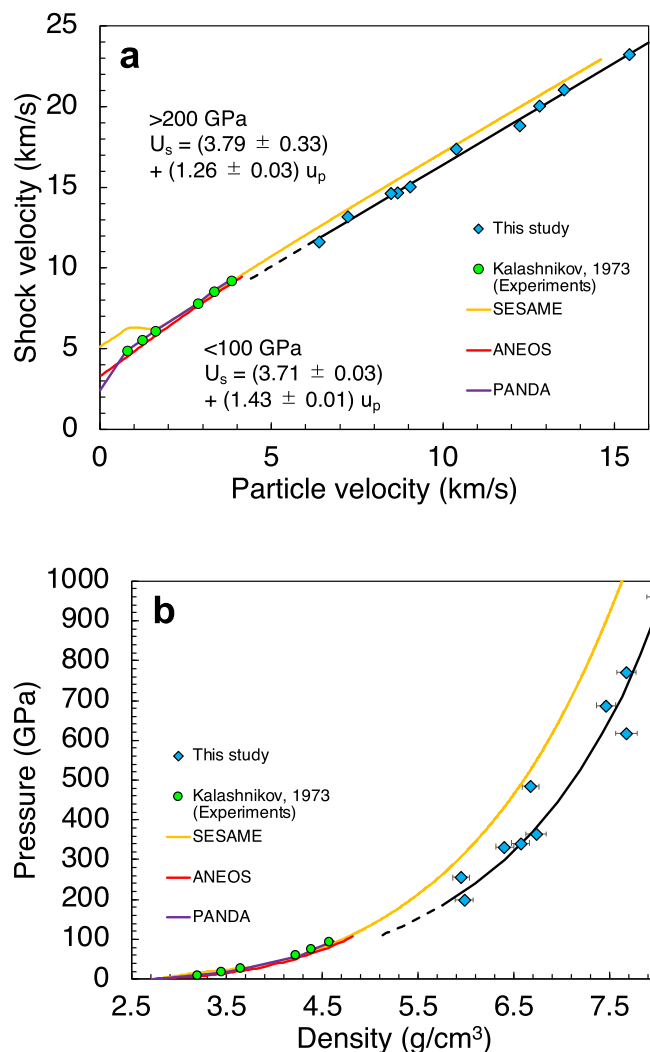 a
25
20
15
10
5
0
0
5
10
15
Shock velocity (km/s)
Particle velocity (km/s)
>200 GPa
Us = (3.79 ± 0.33)
+ (1.26 ± 0.03) up
<100 GPa
Us = (3.71 ± 0.03)
+ (1.43 ± 0.01) up
This study
Kalashnikov, 1973
(Experiments)
SESAME
ANEOS
PANDA
b
1000
900
800
700
600
500
400
300
200
100
0
2.5
3.5
4.5
5.5
6.5
7.5
Pressure (GPa)
Density (g/cm³)
This study
Kalashnikov, 1973
(Experiments)
SESAME
ANEOS
PANDA